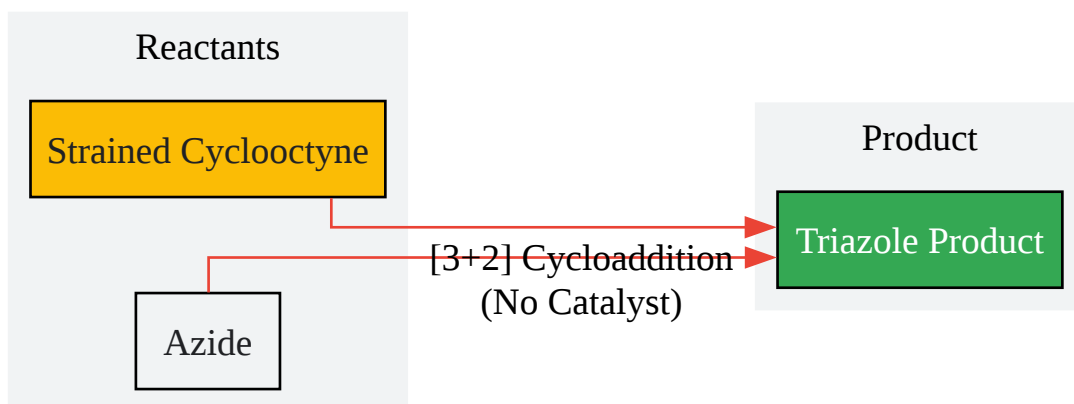 Reactants
Strained Cyclooctyne
Azide
[3+2] Cycloaddition
(No Catalyst)
Product
Triazole Product